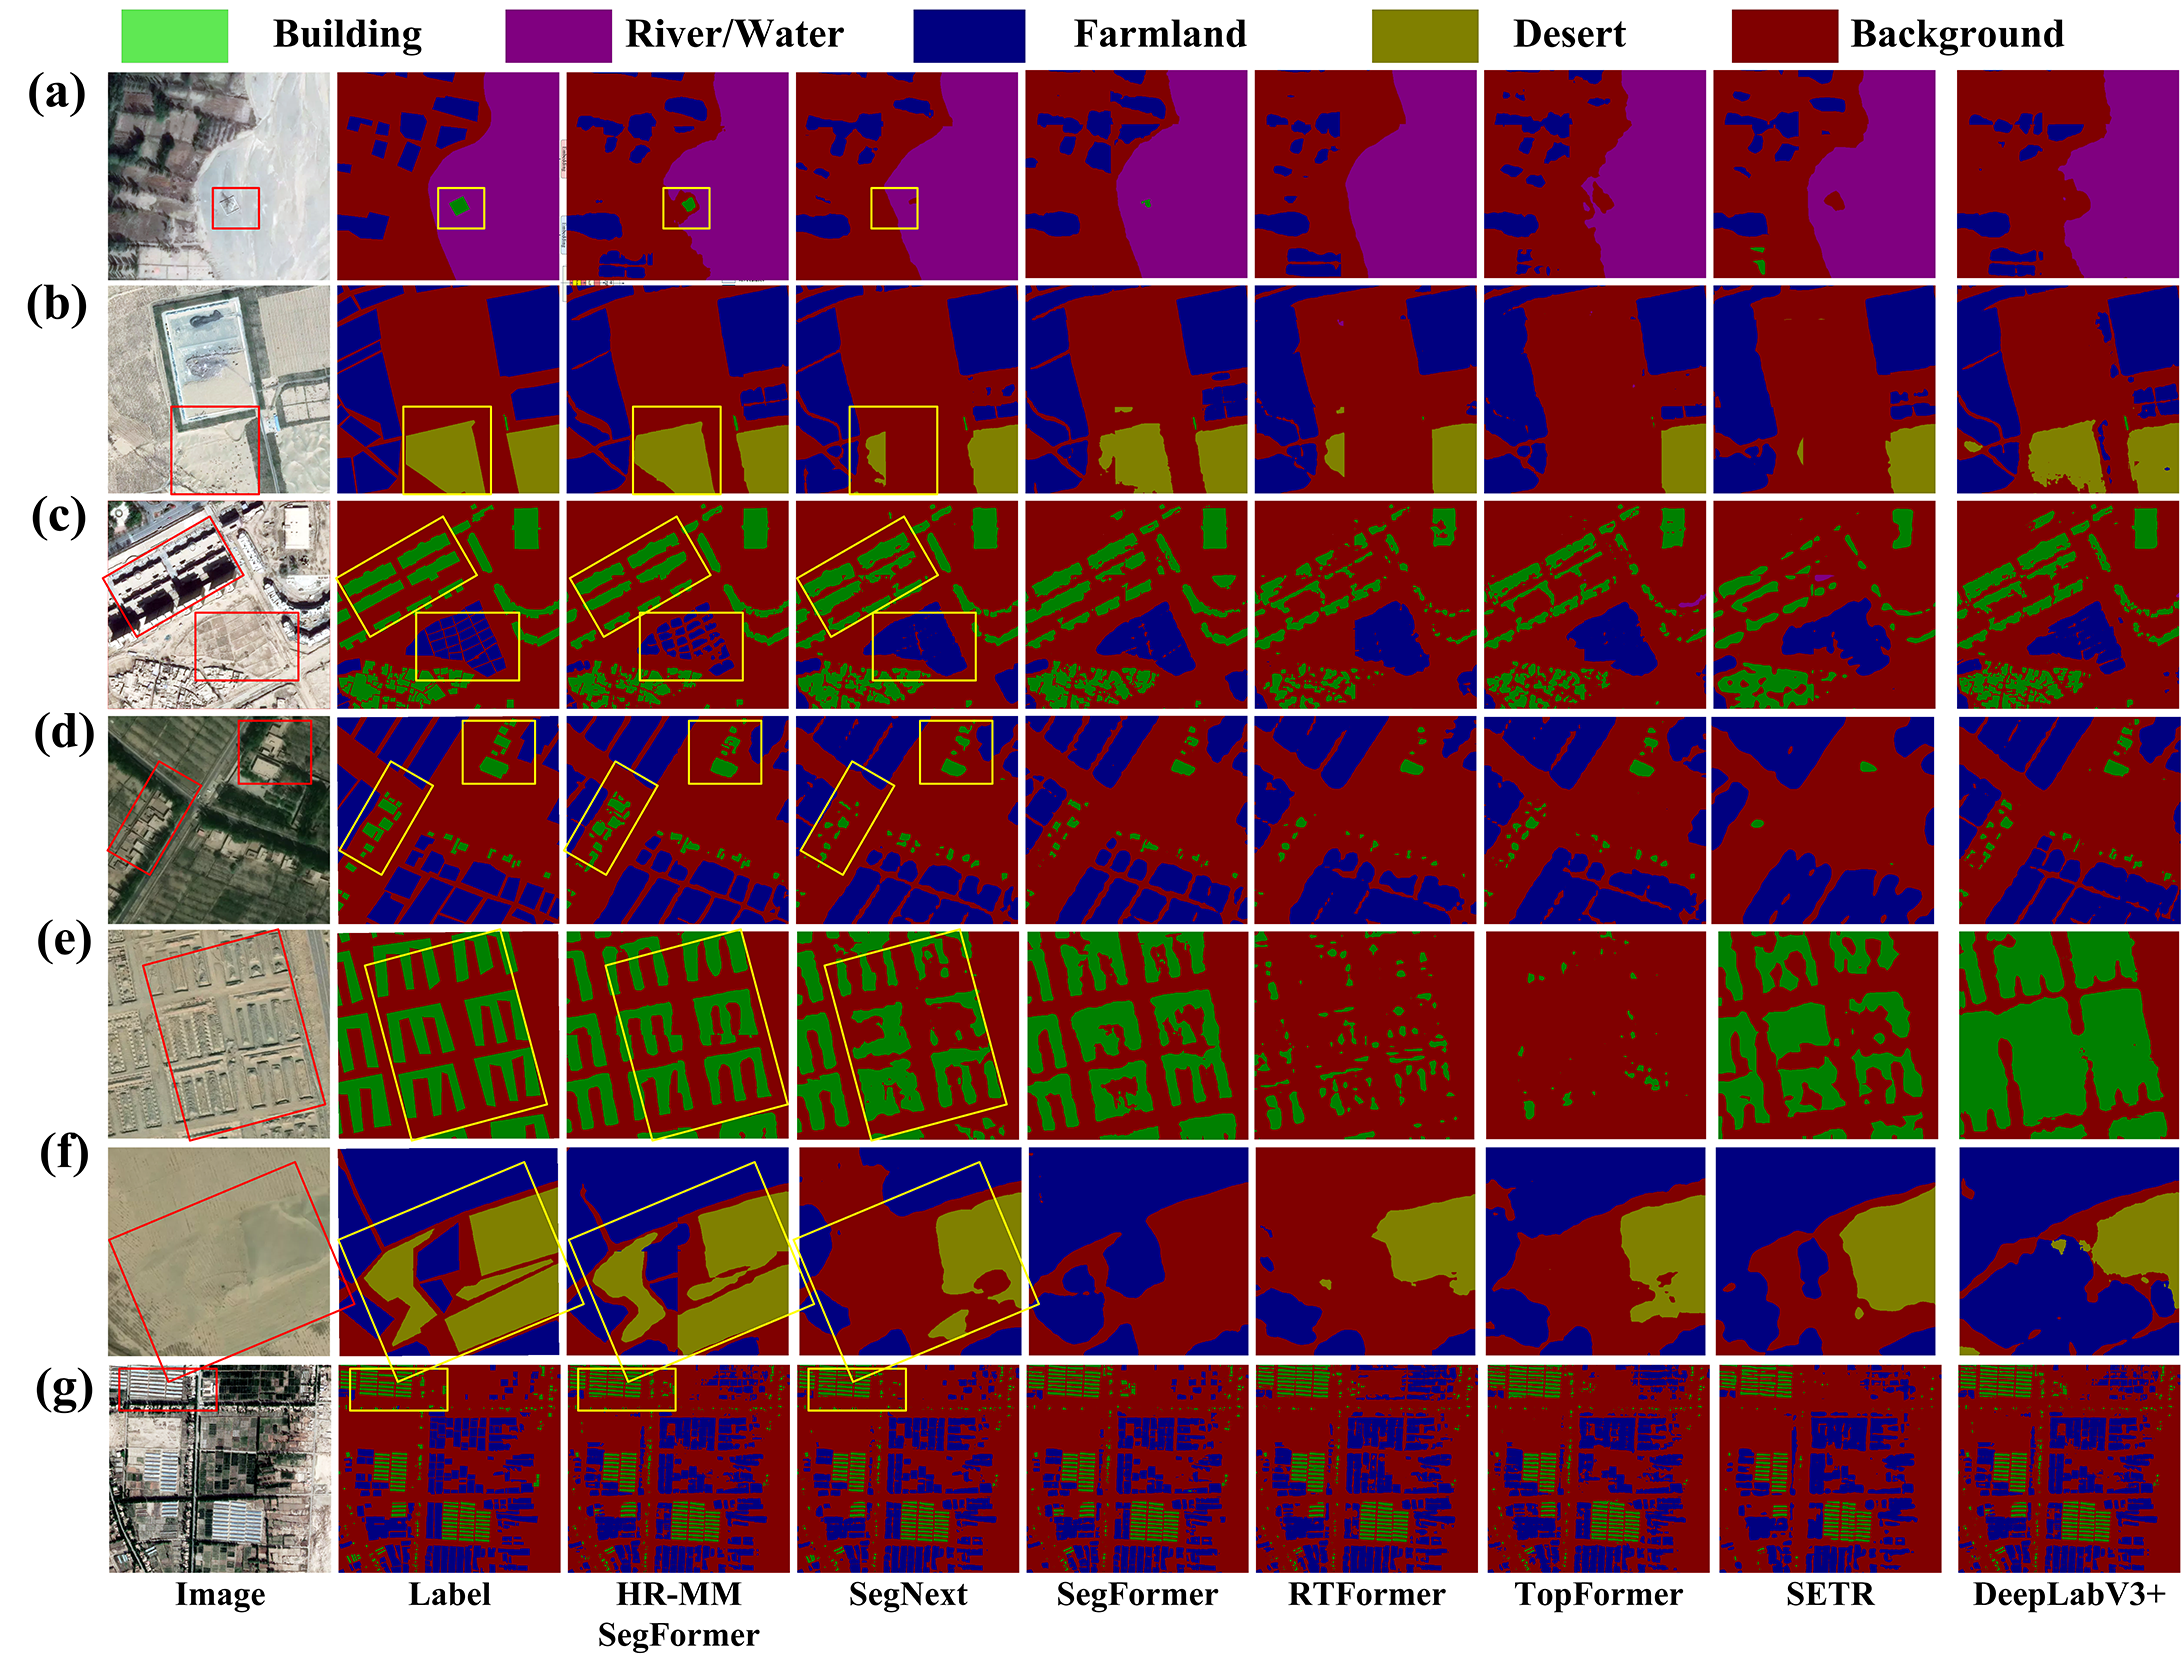 Building River/Water Farmland Desert Background
(a)
(b)
(c)
(d)
(e)
(f)
(g)
Image Label HR-MM SegNext SegFormer RTFormer TopFormer SETR DeepLabV3+
SegFormer